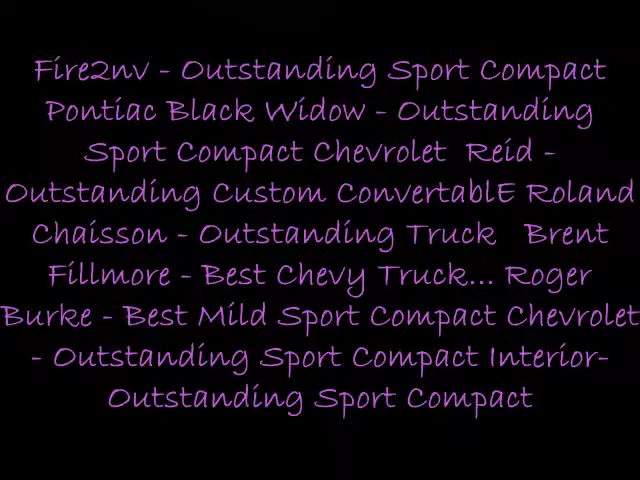 Fire2nv - Outstanding Sport Compact
Pontiac Black Widow - Outstanding
Sport Compact Chevrolet  Reid -
Outstanding Custom ConvertablE Roland
Chaisson - Outstanding Truck   Brent
Fillmore - Best Chevy Truck... Roger
Burke - Best Mild Sport Compact Chevrolet
- Outstanding Sport Compact Interior-
Outstanding Sport Compact